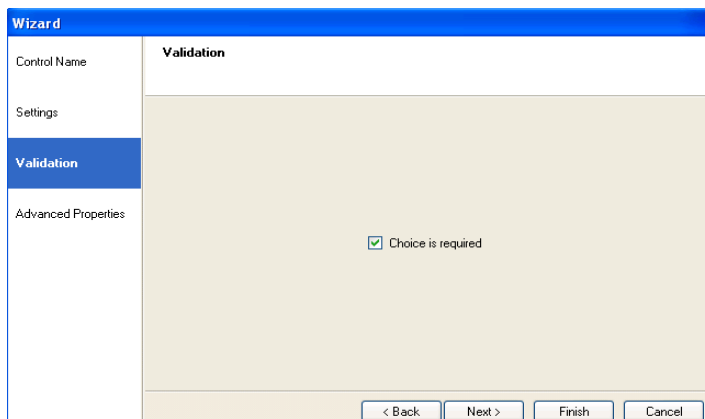 Wizard
Control Name
Settings
Validation
Advanced Properties
Validation
Choice is required
< Back Next > Finish Cancel